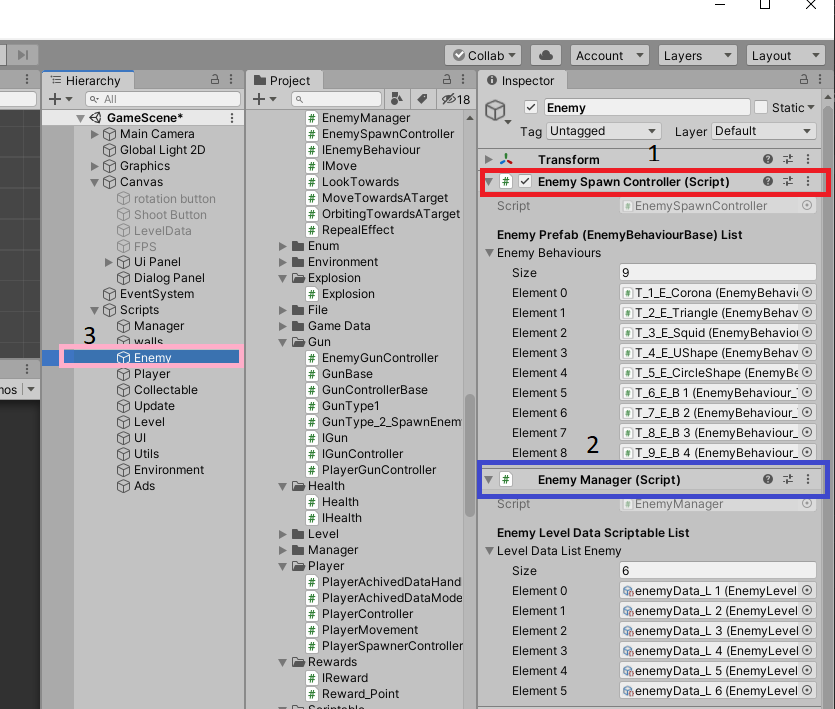 Collab
Account
Layers
Layout
Hierarchy
All
GameScene*
Main Camera
Global Light 2D
Graphics
Canvas
rotation button
Shoot Button
LevelData
FPS
Ui Panel
Dialog Panel
EventSystem
Scripts
Manager
3
walls
Enemy
Player
Collectable
Update
Level
UI
Utils
Environment
Ads
Project
18
EnemyManager
EnemySpawnController
IEnemyBehaviour
IMove
LookTowards
MoveTowardsATarget
OrbitingTowardsATarget
RepealEffect
Enum
Environment
Explosion
Explosion
File
Game Data
Gun
EnemyGunController
GunBase
GunControllerBase
GunType1
GunType_2_SpawnEnem
IGun
IGunController
PlayerGunController
Health
Health
IHealth
Level
Manager
Player
PlayerAchivedDataHand
PlayerAchivedDataMode
PlayerController
PlayerMovement
PlayerSpawnerController
Rewards
IReward
Reward_Point
Inspector
Enemy
Static
Tag Untagged
Layer Default
1
Transform
# Enemy Spawn Controller (Script)
Script EnemySpawnController
Enemy Prefab (EnemyBehaviourBase) List
Enemy Behaviours
Size 9
Element 0 T_1_E_Corona (EnemyBehavi
Element 1 T_2_E_Triangle (EnemyBehav
Element 2 T_3_E_Squid (EnemyBehaviou
Element 3 T_4_E_UShape (EnemyBehav
Element 4 T_5_E_CircleShape (EnemyBe
Element 5 T_6_E_B 1 (EnemyBehaviour_
Element 6 T_7_E_B 2 (EnemyBehaviour_
Element 7 T_8_E_B 3 (EnemyBehaviour_
Element 8 T_9_E_B 4 (EnemyBehaviour_
2
# Enemy Manager (Script)
Script EnemyManager
Enemy Level Data Scriptable List
Level Data List Enemy
Size 6
Element 0 enemyData_L 1 (EnemyLevel
Element 1 enemyData_L 2 (EnemyLevel
Element 2 enemyData_L 3 (EnemyLevel
Element 3 enemyData_L 4 (EnemyLevel
Element 4 enemyData_L 5 (EnemyLevel
Element 5 enemyData_L 6 (EnemyLevel